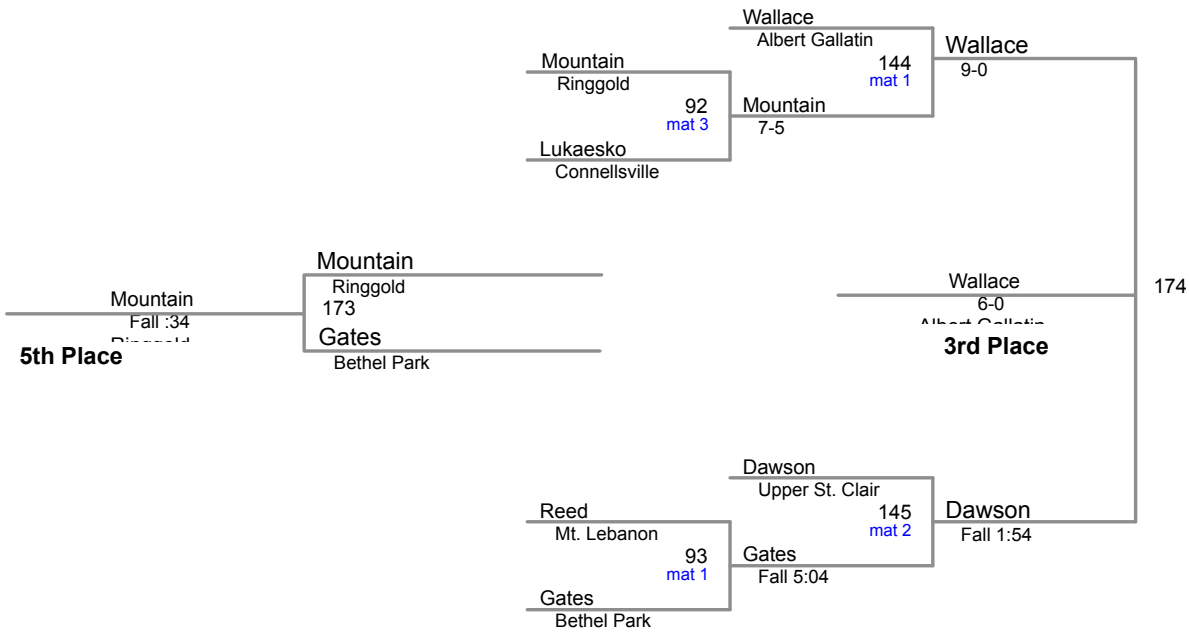 Wallace
Albert Gallatin
144
mat 1
Wallace
9-0
Mountain
Ringgold
92
mat 3
Mountain
7-5
Lukaesko
Connellsville
Mountain
Ringgold
173
Mountain
Fall :34
Ringgold
5th Place
Gates
Bethel Park
Wallace
6-0
Albert Gallatin
3rd Place
174
Dawson
Upper St. Clair
145
mat 2
Dawson
Fall 1:54
Reed
Mt. Lebanon
93
mat 1
Gates
Fall 5:04
Gates
Bethel Park